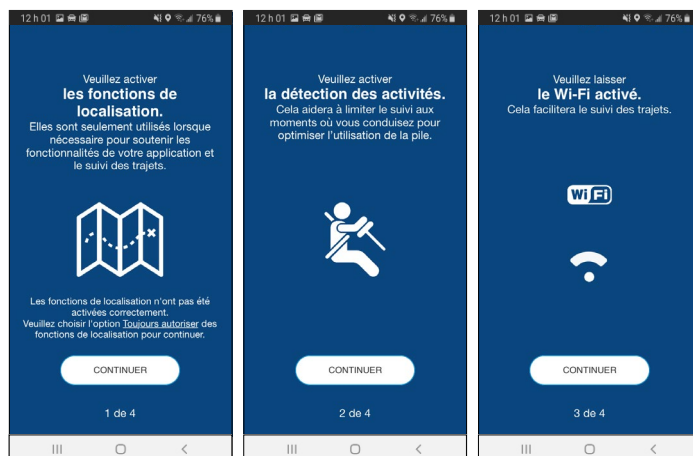 12 h 01 76%
Veuillez activer
les fonctions de
localisation.
Elles sont seulement utilisés lorsque
nécessaire pour soutenir les
fonctionnalités de votre application et
le suivi des trajets.
Les fonctions de localisation n'ont pas été
activées correctement.
Veuillez choisir l'option Toujours autoriser des
fonctions de localisation pour continuer.
CONTINUER
1 de 4
12 h 01 76%
Veuillez activer
la détection des activités.
Cela aidera à limiter le suivi aux
moments où vous conduisez pour
optimiser l'utilisation de la pile.
CONTINUER
2 de 4
12 h 01 76%
Veuillez laisser
le Wi-Fi activé.
Cela facilitera le suivi des trajets.
Wi Fi
CONTINUER
3 de 4